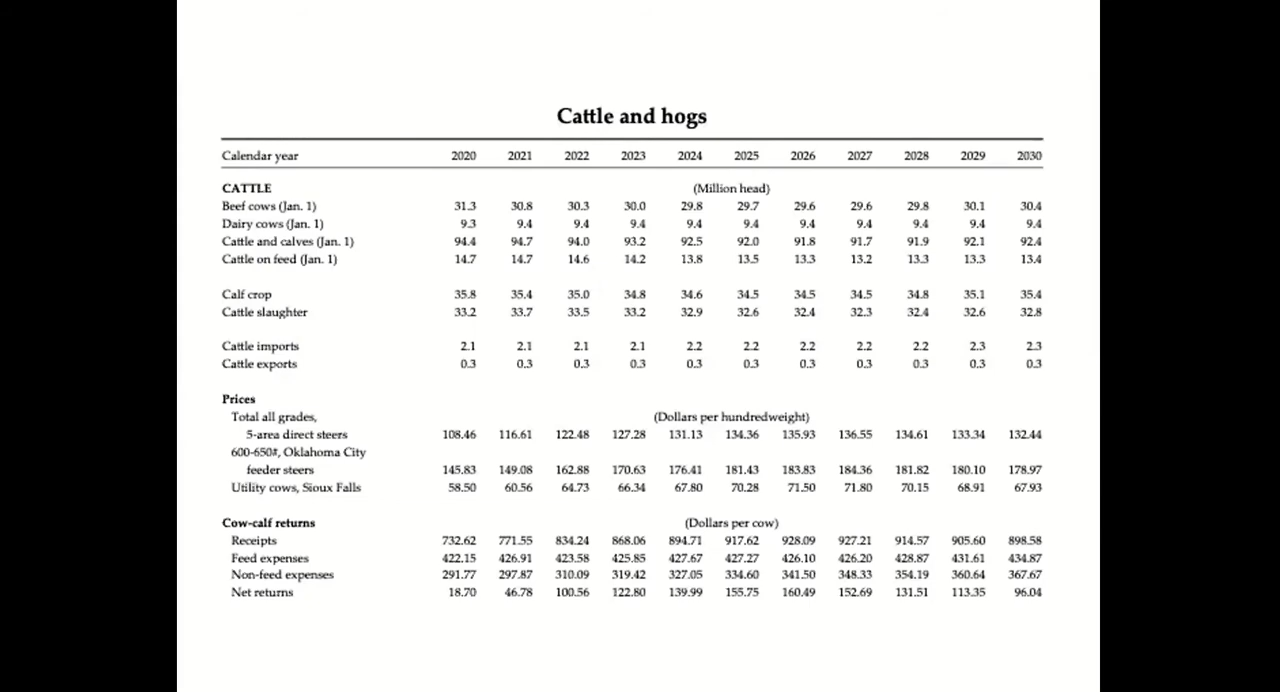 Cattle and hogs
Calendar year 2020 2021 2022 2023 2024 2025 2026 2027 2028 2029 2030
CATTLE (Million head)
Beef cows (Jan. 1) 31.3 30.8 30.3 30.0 29.8 29.7 29.6 29.6 29.8 30.1 30.4
Dairy cows (Jan. 1) 9.3 9.4 9.4 9.4 9.4 9.4 9.4 9.4 9.4 9.4 9.4
Cattle and calves (Jan. 1) 94.4 94.7 94.0 93.2 92.5 92.0 91.8 91.7 91.9 92.1 92.4
Cattle on feed (Jan. 1) 14.7 14.7 14.6 14.2 13.8 13.5 13.3 13.2 13.3 13.3 13.4
Calf crop 35.8 35.4 35.0 34.8 34.6 34.5 34.5 34.5 34.8 35.1 35.4
Cattle slaughter 33.2 33.7 33.5 33.2 32.9 32.6 32.4 32.3 32.4 32.6 32.8
Cattle imports 2.1 2.1 2.1 2.1 2.2 2.2 2.2 2.2 2.2 2.3 2.3
Cattle exports 0.3 0.3 0.3 0.3 0.3 0.3 0.3 0.3 0.3 0.3 0.3
Prices
Total all grades, (Dollars per hundredweight)
5-area direct steers 108.46 116.61 122.48 127.28 131.13 134.36 135.93 136.55 134.61 133.34 132.44
600-650#, Oklahoma City
feeder steers 145.83 149.08 162.88 170.63 176.41 181.43 183.83 184.36 181.82 180.10 178.97
Utility cows, Sioux Falls 58.50 60.56 64.73 66.34 67.80 70.28 71.50 71.80 70.15 68.91 67.93
Cow-calf returns (Dollars per cow)
Receipts 732.62 771.55 834.24 868.06 894.71 917.62 928.09 927.21 914.57 905.60 898.58
Feed expenses 422.15 426.91 423.58 425.85 427.67 427.27 426.10 426.20 428.87 431.61 434.87
Non-feed expenses 291.77 297.87 310.09 319.42 327.05 334.60 341.50 348.33 354.19 360.64 367.67
Net returns 18.70 46.78 100.56 122.80 139.99 155.75 160.49 152.69 131.51 113.35 96.04